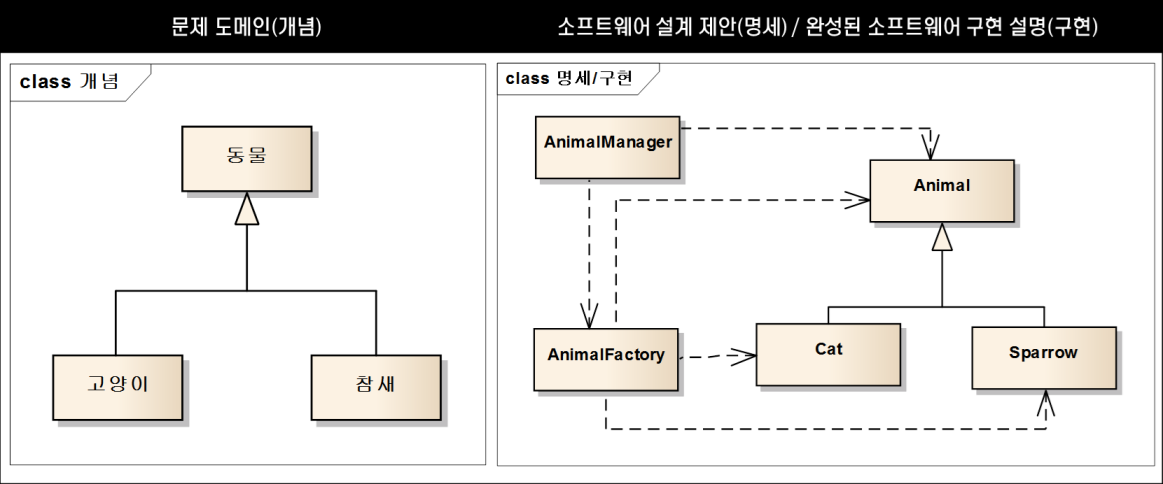 문제 도메인(개념)
소프트웨어 설계 제안(명세) / 완성된 소프트웨어 구현 설명(구현)
class 개념
동물
고양이
참새
class 명세/구현
AnimalManager
Animal
AnimalFactory
Cat
Sparrow